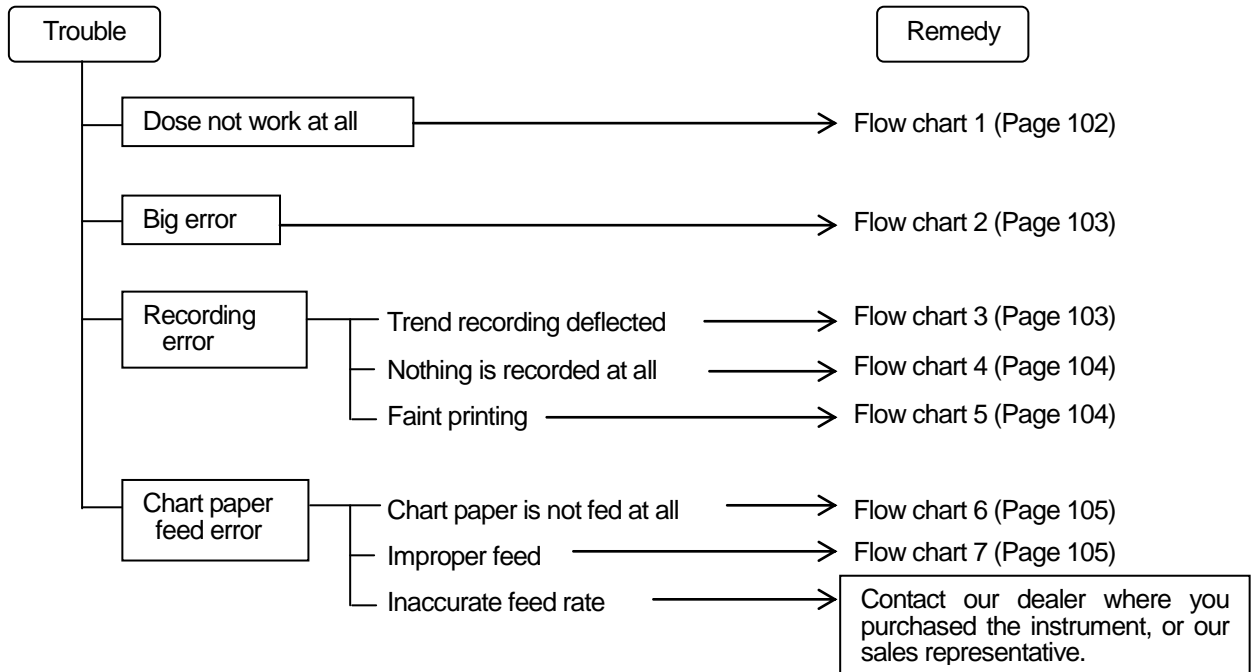 Trouble
Remedy
Dose not work at all
Flow chart 1 (Page 102)
Big error
Flow chart 2 (Page 103)
Recording
error
Trend recording deflected
Flow chart 3 (Page 103)
Nothing is recorded at all
Flow chart 4 (Page 104)
Faint printing
Flow chart 5 (Page 104)
Chart paper
feed error
Chart paper is not fed at all
Flow chart 6 (Page 105)
Improper feed
Flow chart 7 (Page 105)
Inaccurate feed rate
Contact our dealer where you
purchased the instrument, or our
sales representative.